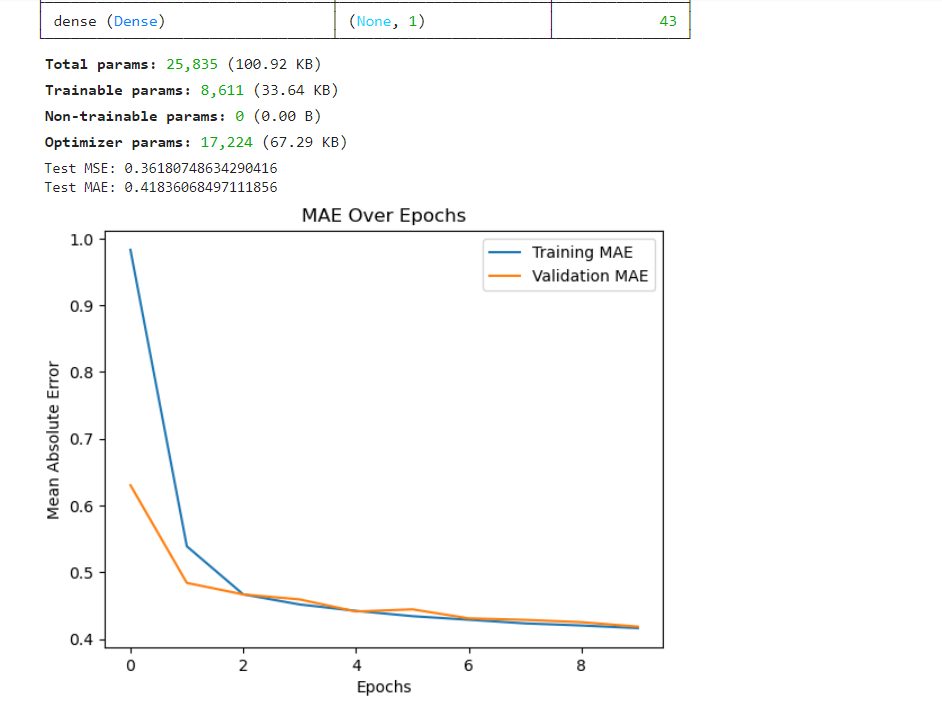 dense (Dense) (None, 1) 43
Total params: 25,835 (100.92 KB)
Trainable params: 8,611 (33.64 KB)
Non-trainable params: 0 (0.00 B)
Optimizer params: 17,224 (67.29 KB)
Test MSE: 0.36180748634290416
Test MAE: 0.41836068497111856
MAE Over Epochs
Training MAE
Validation MAE
Mean Absolute Error
1.0
0.9
0.8
0.7
0.6
0.5
0.4
0 2 4 6 8
Epochs